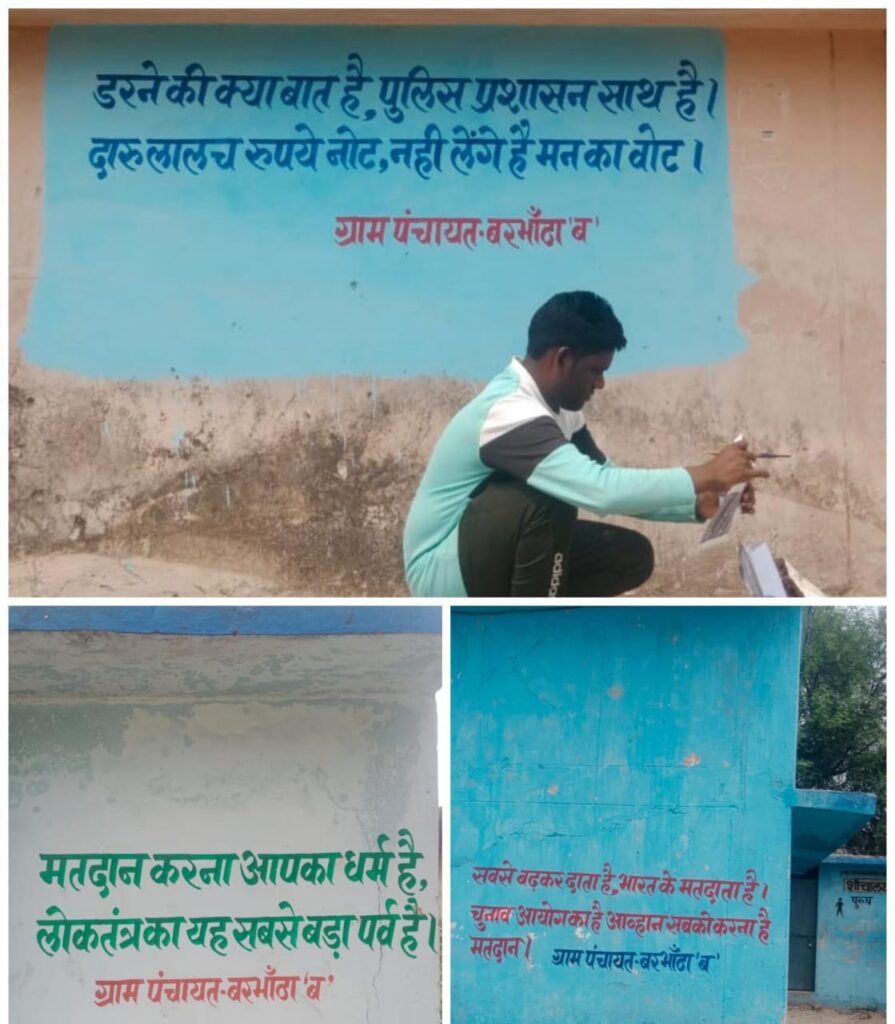 डरने की क्या बात है, पुलिस प्रशासन साथ है।
दारु लालच रुपये नोट, नही लेंगे है मन का वोट।
ग्राम पंचायत-बरभाँठा 'ब'
adidas
मतदान करना आपका धर्म है,
लोकतंत्र का यह सबसे बड़ा पर्व है।
ग्राम पंचायत-बरभाँठा 'ब'
सबसे बढ़कर दाता है, भारत के मतदाता है।
चुनाव आयोग का है आव्हान सबको करना है
मतदान।
ग्राम पंचायत-बरभाँठा 'ब'
शौचालय
पुरुष